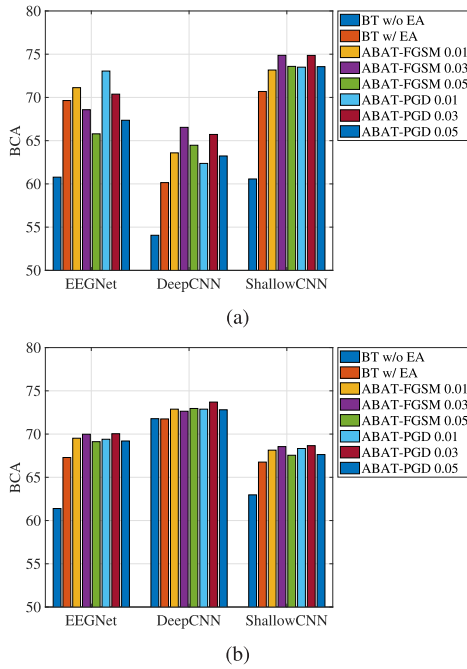 80
75
70
65
60
55
50
BCA
EEGNet
DeepCNN
ShallowCNN
BT w/o EA
BT w/ EA
ABAT-FGSM 0.01
ABAT-FGSM 0.03
ABAT-FGSM 0.05
ABAT-PGD 0.01
ABAT-PGD 0.03
ABAT-PGD 0.05
(a)
80
75
70
65
60
55
50
BCA
EEGNet
DeepCNN
ShallowCNN
BT w/o EA
BT w/ EA
ABAT-FGSM 0.01
ABAT-FGSM 0.03
ABAT-FGSM 0.05
ABAT-PGD 0.01
ABAT-PGD 0.03
ABAT-PGD 0.05
(b)